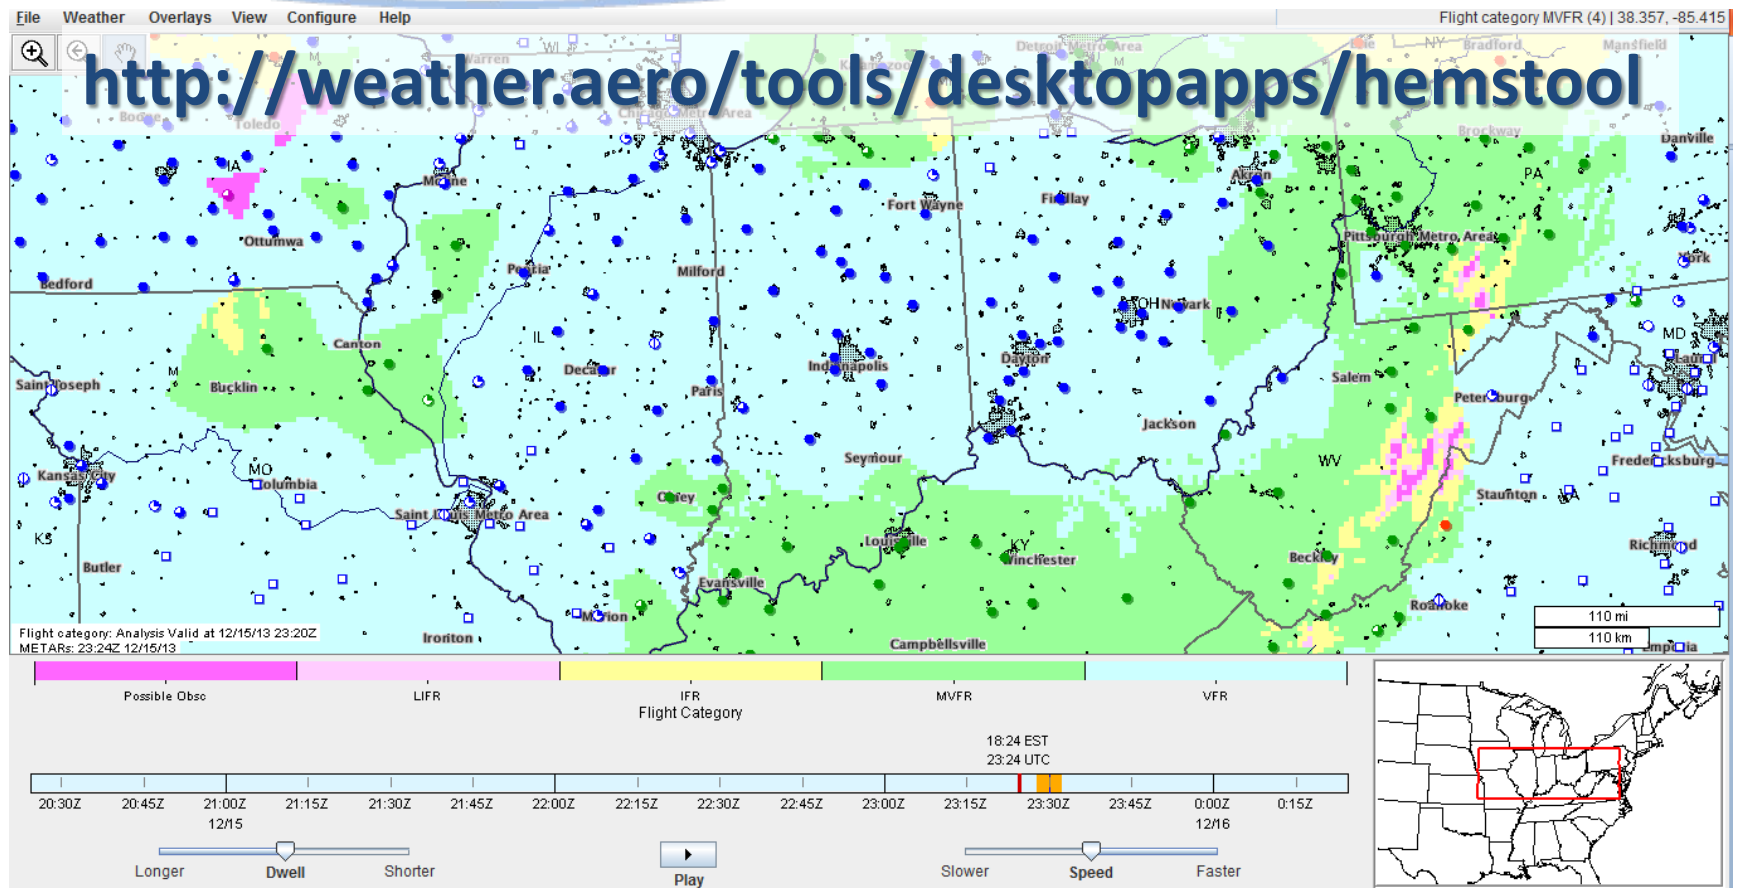 File Weather Overlays View Configure Help
Flight category MVFR (4) | 38.357, -85.415
http://weather.aero/tools/desktopapps/hemstool
WI
Warren
Detroit Metro Area
NY
Bradford
Mansfield
Toledo
Chicago Metro Area
Brockway
Danville
IA
Moline
Fort Wayne
Findlay
Akron
PA
Ottumwa
Pittsburgh Metro Area
York
Bedford
Peoria
Milford
OH
Newark
MD
Canton
IL
Indianapolis
Dayton
Saint Joseph
Bucklin
Decatur
Paris
Salem
Petersburg
Jackson
Kansas City
MO
Columbia
Seymour
WV
Fredericksburg
Saint Louis Metro Area
Olney
Staunton
VA
KS
Louisville
KY
Winchester
Beckley
Richmond
Butler
Evansville
Marion
Roanoke
Ironton
Campbellsville
Emporia
110 mi
110 km
Flight category: Analysis Valid at 12/15/13 23:20Z
METARs: 23:24Z 12/15/13
Possible Obsc LIFR IFR MVFR VFR
Flight Category
18:24 EST
23:24 UTC
20:30Z 20:45Z 21:00Z 21:15Z 21:30Z 21:45Z 22:00Z 22:15Z 22:30Z 22:45Z 23:00Z 23:15Z 23:30Z 23:45Z 0:00Z 0:15Z
12/15 12/16
Longer Dwell Shorter
Play
Slower Speed Faster